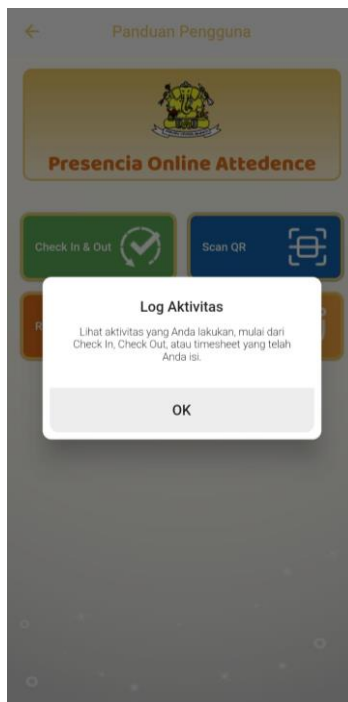 Panduan Pengguna
Presencia Online Attedence
Check In & Out
Scan QR
Log Aktivitas
Lihat aktivitas yang Anda lakukan, mulai dari
Check In, Check Out, atau timesheet yang telah
Anda isi.
OK